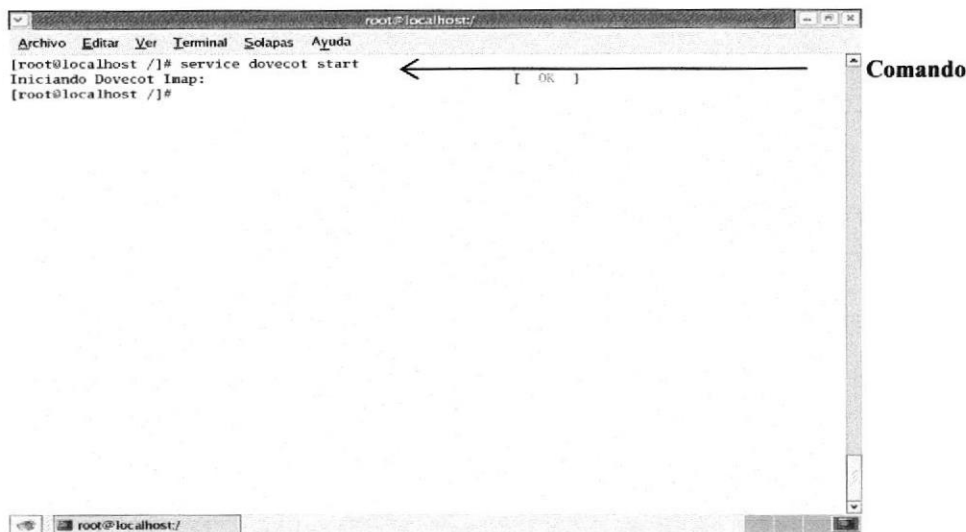 root@localhost:/
Archivo Editar Ver Terminal Solapas Ayuda
[root@localhost /]# service dovecot start
Iniciando Dovecot Imap: [ OK ]
[root@localhost /]#
Comando
root@localhost:/